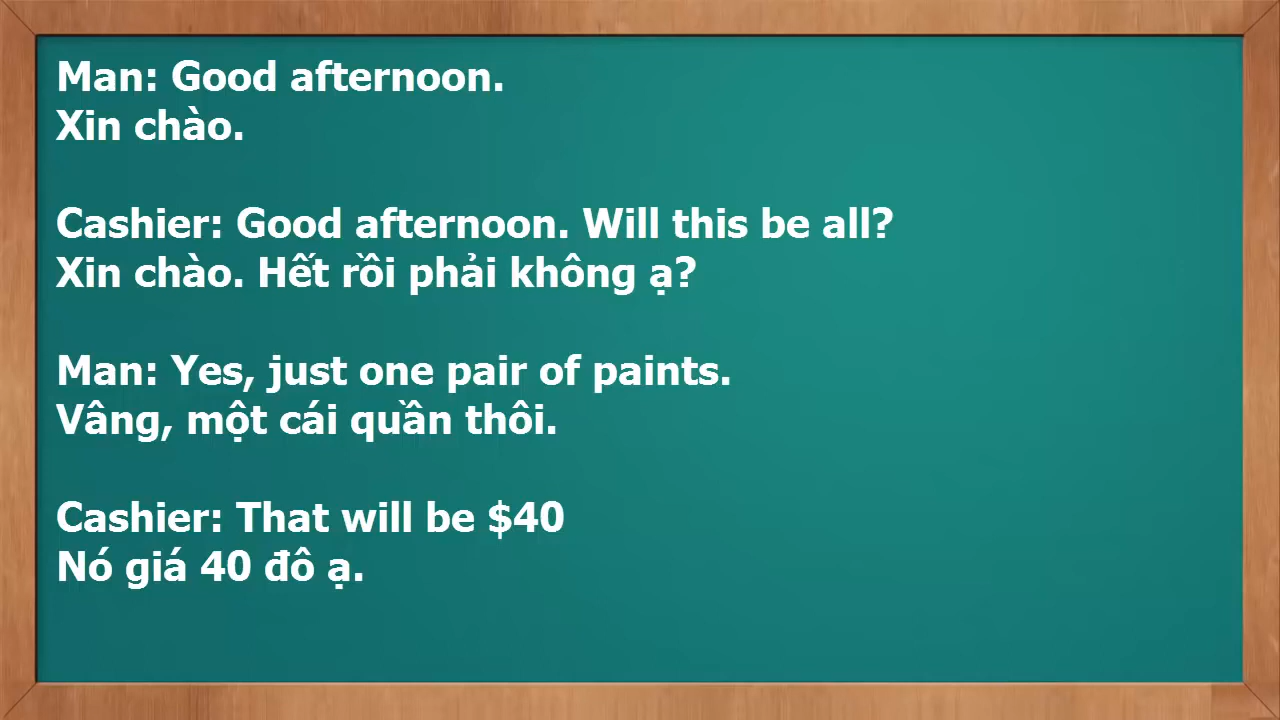 Man: Good afternoon.
Xin chào.
Cashier: Good afternoon. Will this be all?
Xin chào. Hết rồi phải không ạ?
Man: Yes, just one pair of paints.
Vâng, một cái quần thôi.
Cashier: That will be $40
Nó giá 40 đô ạ.